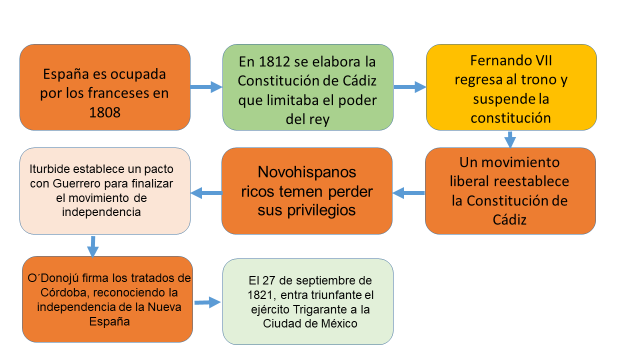 España es ocupada
por los franceses en
1808
En 1812 se elabora la
Constitución de Cádiz
que limitaba el poder
del rey
Fernando VII
regresa al trono y
suspende la
constitución
Un movimiento
liberal reestablece
la Constitución de
Cádiz
Novohispanos
ricos temen perder
sus privilegios
Iturbide establece un pacto
con Guerrero para finalizar
el movimiento de
independencia
O´Donojú firma los tratados de
Córdoba, reconociendo la
independencia de la Nueva
España
El 27 de septiembre de
1821, entra triunfante el
ejército Trigarante a la
Ciudad de México